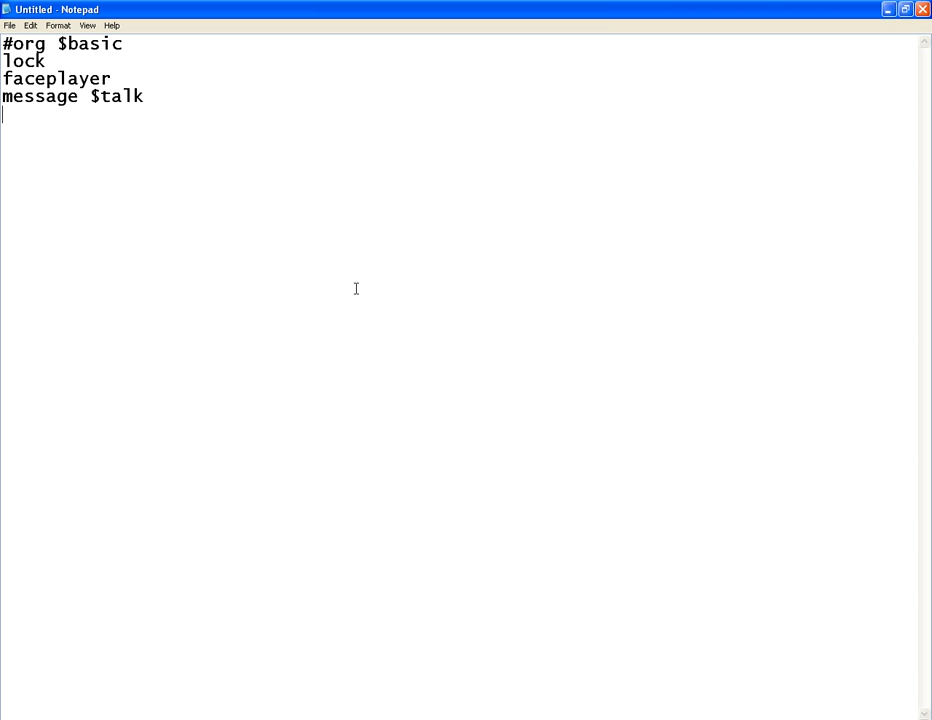 Untitled - Notepad
File Edit Format View Help
#org $basic
lock
faceplayer
message $talk